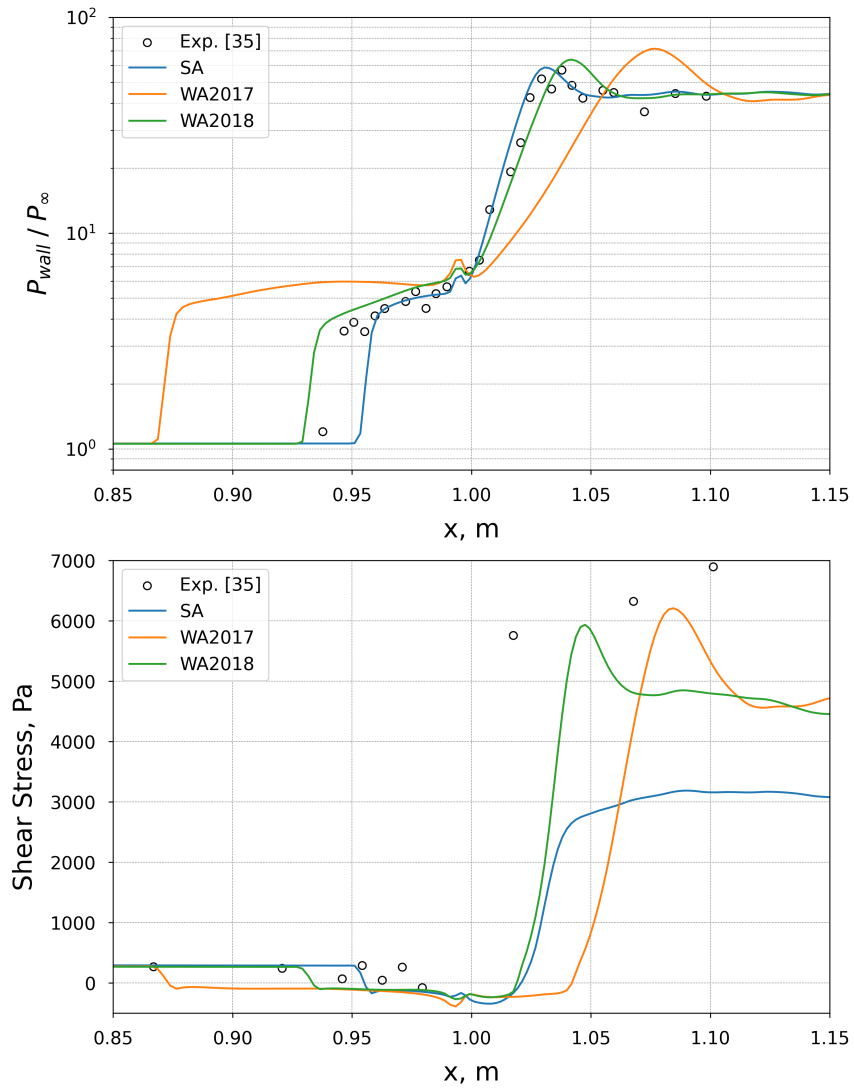 10²
Exp. [35]
SA
WA2017
WA2018
10¹
10⁰
P_wall / P_∞
0.85 0.90 0.95 1.00 1.05 1.10 1.15
x, m
7000
Exp. [35]
SA
WA2017
WA2018
6000
5000
4000
3000
2000
1000
0
Shear Stress, Pa
0.85 0.90 0.95 1.00 1.05 1.10 1.15
x, m